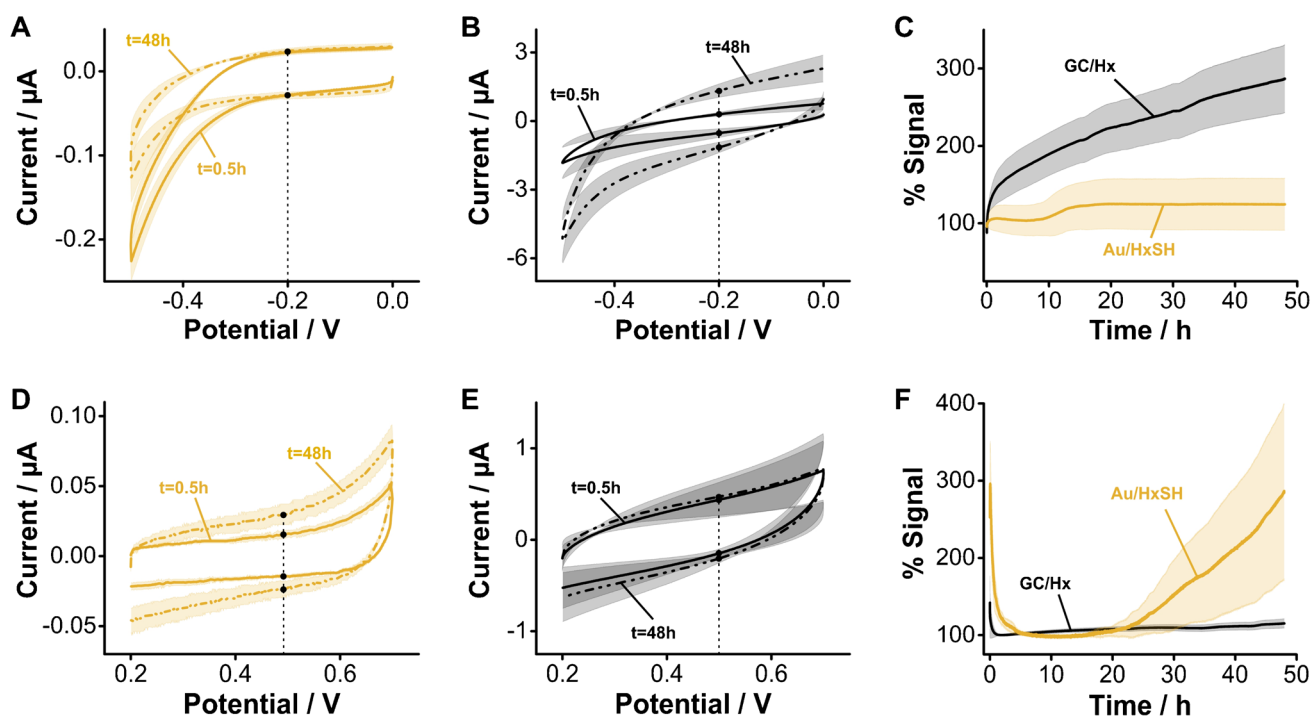 A
Current / µA
0.0
-0.1
-0.2
t=48h
t=0.5h
-0.4
-0.2
0.0
Potential / V
B
Current / µA
3
0
-3
-6
t=48h
t=0.5h
-0.4
-0.2
0.0
Potential / V
C
% Signal
300
200
100
GC/Hx
Au/HxSH
0
10
20
30
40
50
Time / h
D
Current / µA
0.10
0.05
0.00
-0.05
t=48h
t=0.5h
0.2
0.4
0.6
Potential / V
E
Current / µA
1
0
-1
t=0.5h
t=48h
0.2
0.4
0.6
Potential / V
F
% Signal
400
300
200
100
Au/HxSH
GC/Hx
0
10
20
30
40
50
Time / h